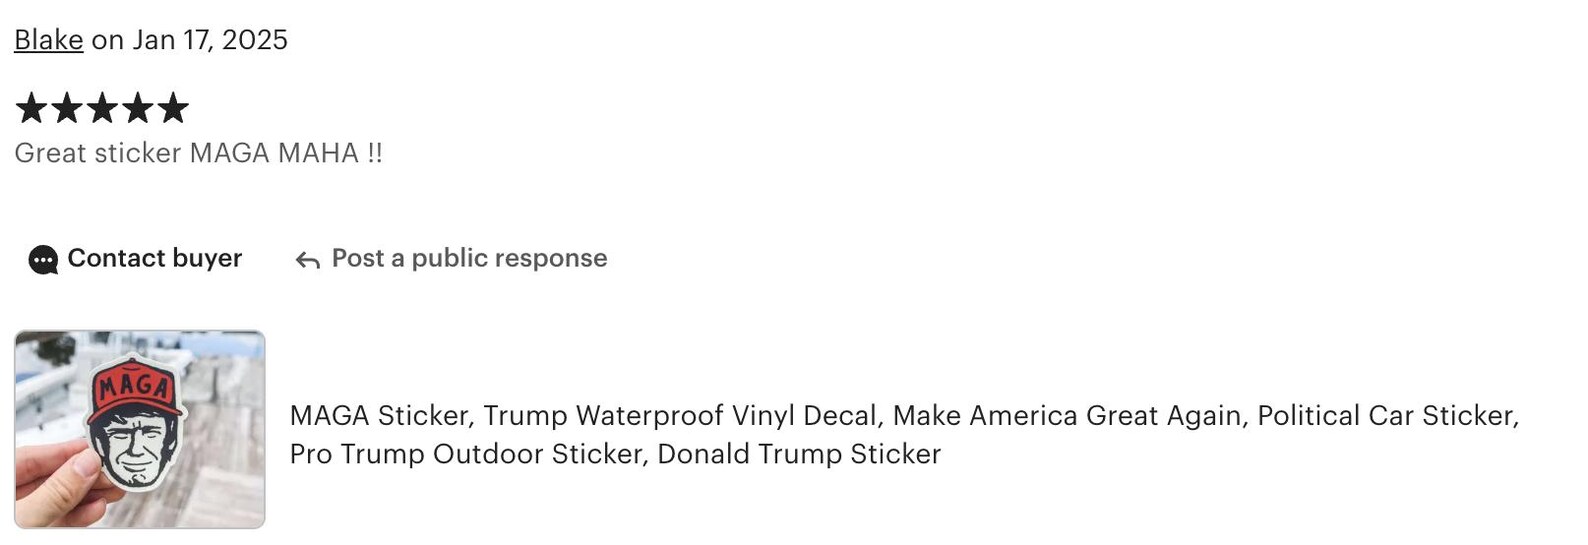 Blake on Jan 17, 2025
Great sticker MAGA MAHA !!
Contact buyer
Post a public response
MAGA
MAGA Sticker, Trump Waterproof Vinyl Decal, Make America Great Again, Political Car Sticker,
Pro Trump Outdoor Sticker, Donald Trump Sticker